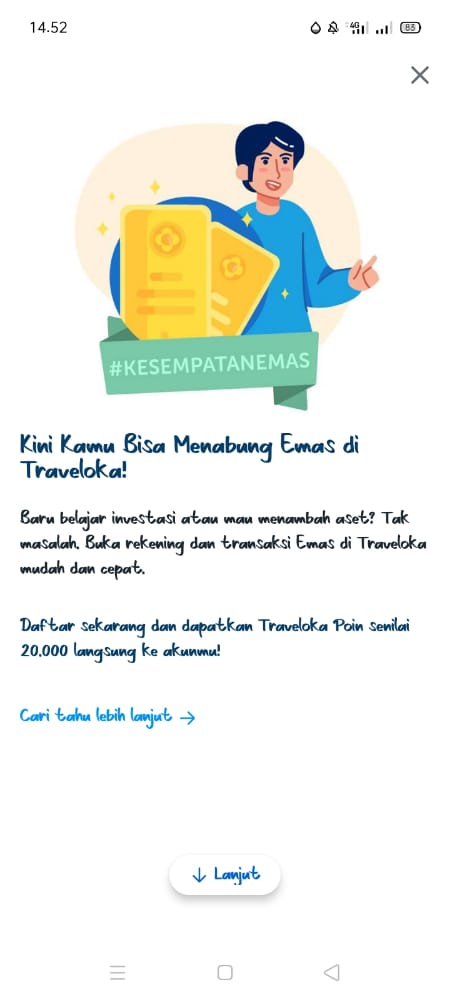 14.52
4G
83
#KESEMPATANEMAS
Kini Kamu Bisa Menabung Emas di
Traveloka!
Baru belajar investasi atau mau menambah aset? Tak
masalah. Buka rekening dan transaksi Emas di Traveloka
mudah dan cepat.
Daftar sekarang dan dapatkan Traveloka Poin senilai
20.000 langsung ke akunmu!
Cari tahu lebih lanjut →
↓ Lanjut